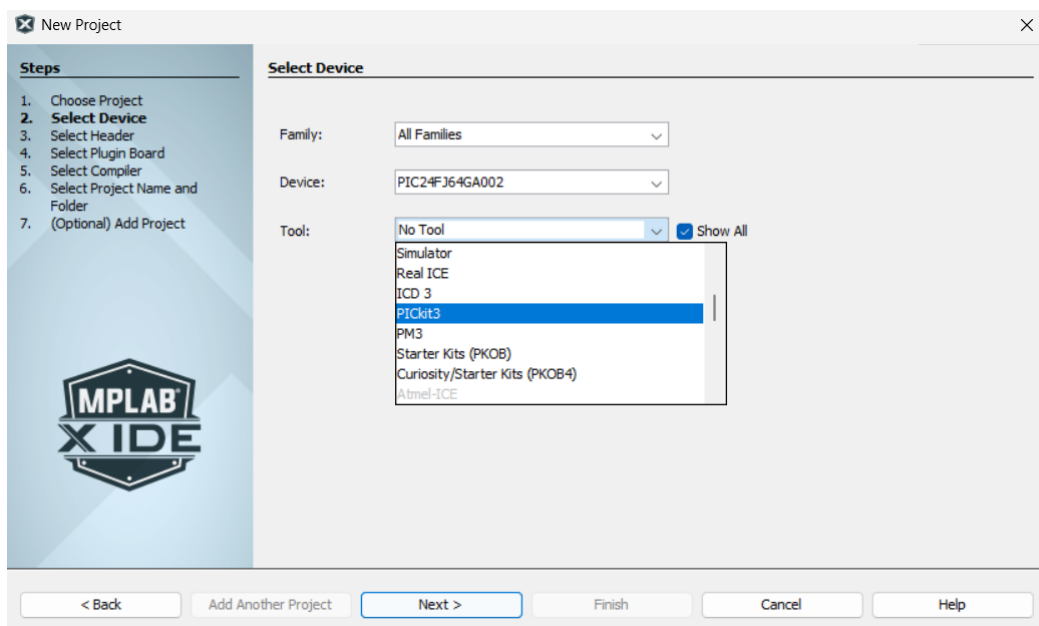 New Project
Steps
1. Choose Project
2. Select Device
3. Select Header
4. Select Plugin Board
5. Select Compiler
6. Select Project Name and
Folder
7. (Optional) Add Project
MPLAB®
X IDE
Select Device
Family: All Families
Device: PIC24FJ64GA002
Tool: No Tool Show All
Simulator
Real ICE
ICD 3
PICkit3
PM3
Starter Kits (PKOB)
Curiosity/Starter Kits (PKOB4)
Atmel-ICE
< Back Add Another Project Next > Finish Cancel Help